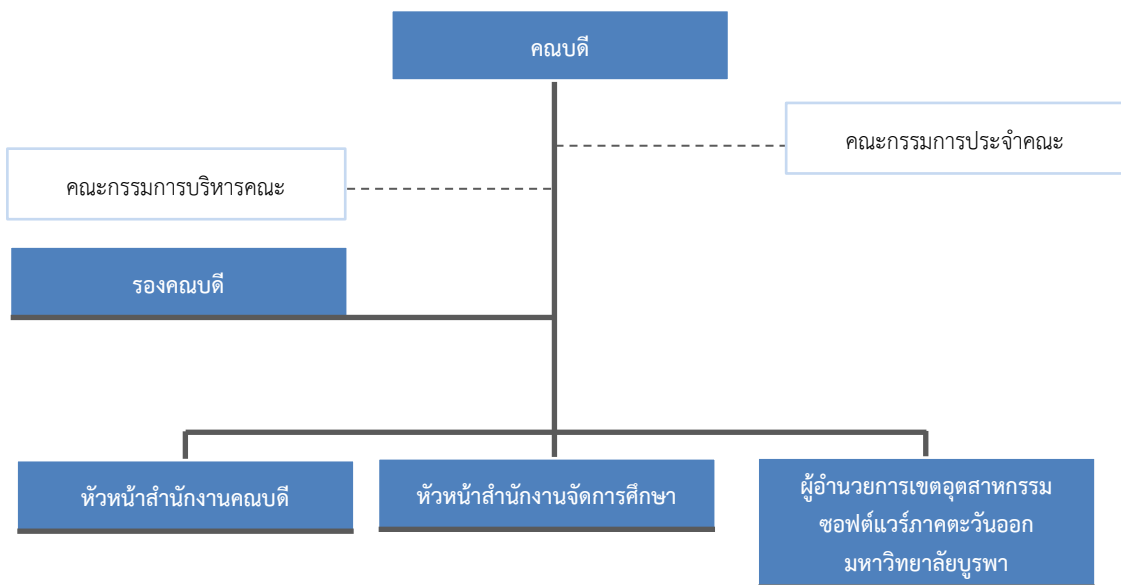 คณบดี
คณะกรรมการประจำคณะ
คณะกรรมการบริหารคณะ
รองคณบดี
หัวหน้าสำนักงานคณบดี
หัวหน้าสำนักงานจัดการศึกษา
ผู้อำนวยการเขตอุตสาหกรรม
ซอฟต์แวร์ภาคตะวันออก
มหาวิทยาลัยบูรพา